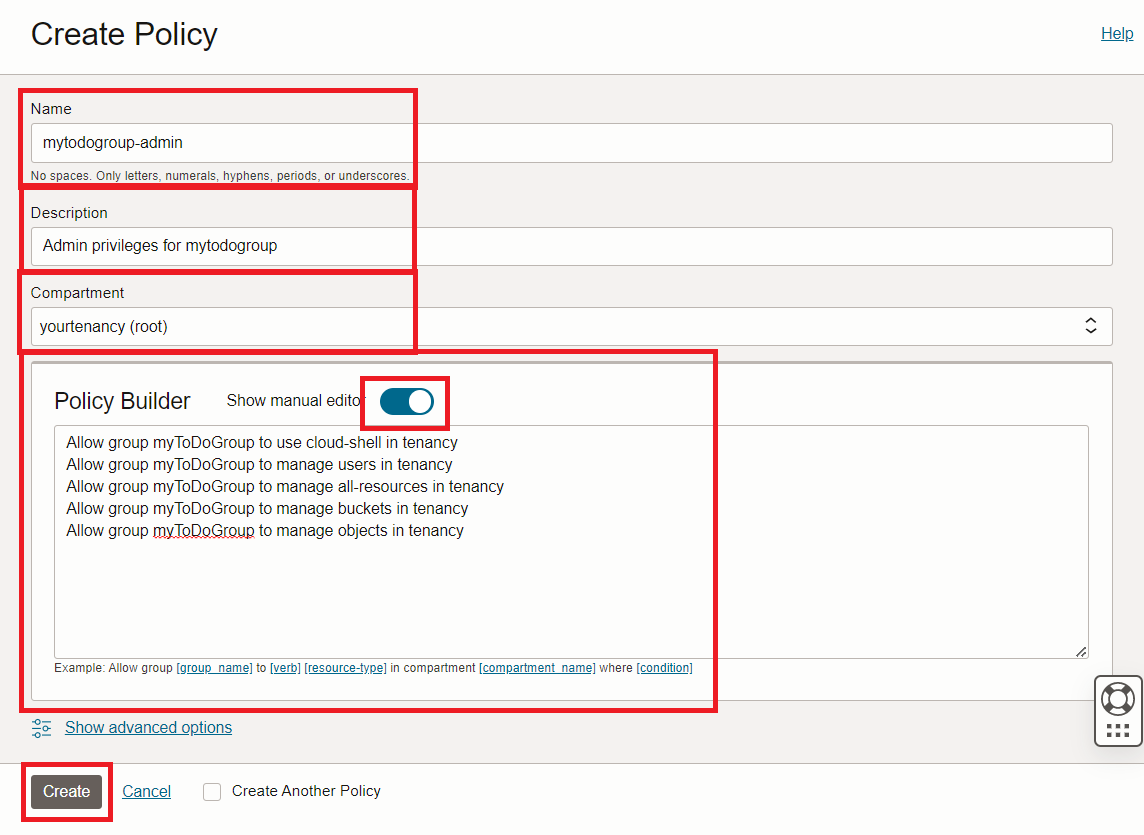 Create Policy
Help
Name
mytodogroup-admin
No spaces. Only letters, numerals, hyphens, periods, or underscores.
Description
Admin privileges for mytodogroup
Compartment
yourtenancy (root)
Policy Builder
Show manual editor
Allow group myToDoGroup to use cloud-shell in tenancy
Allow group myToDoGroup to manage users in tenancy
Allow group myToDoGroup to manage all-resources in tenancy
Allow group myToDoGroup to manage buckets in tenancy
Allow group myToDoGroup to manage objects in tenancy
Example: Allow group [group_name] to [verb] [resource-type] in compartment [compartment_name] where [condition]
Show advanced options
Create
Cancel
Create Another Policy